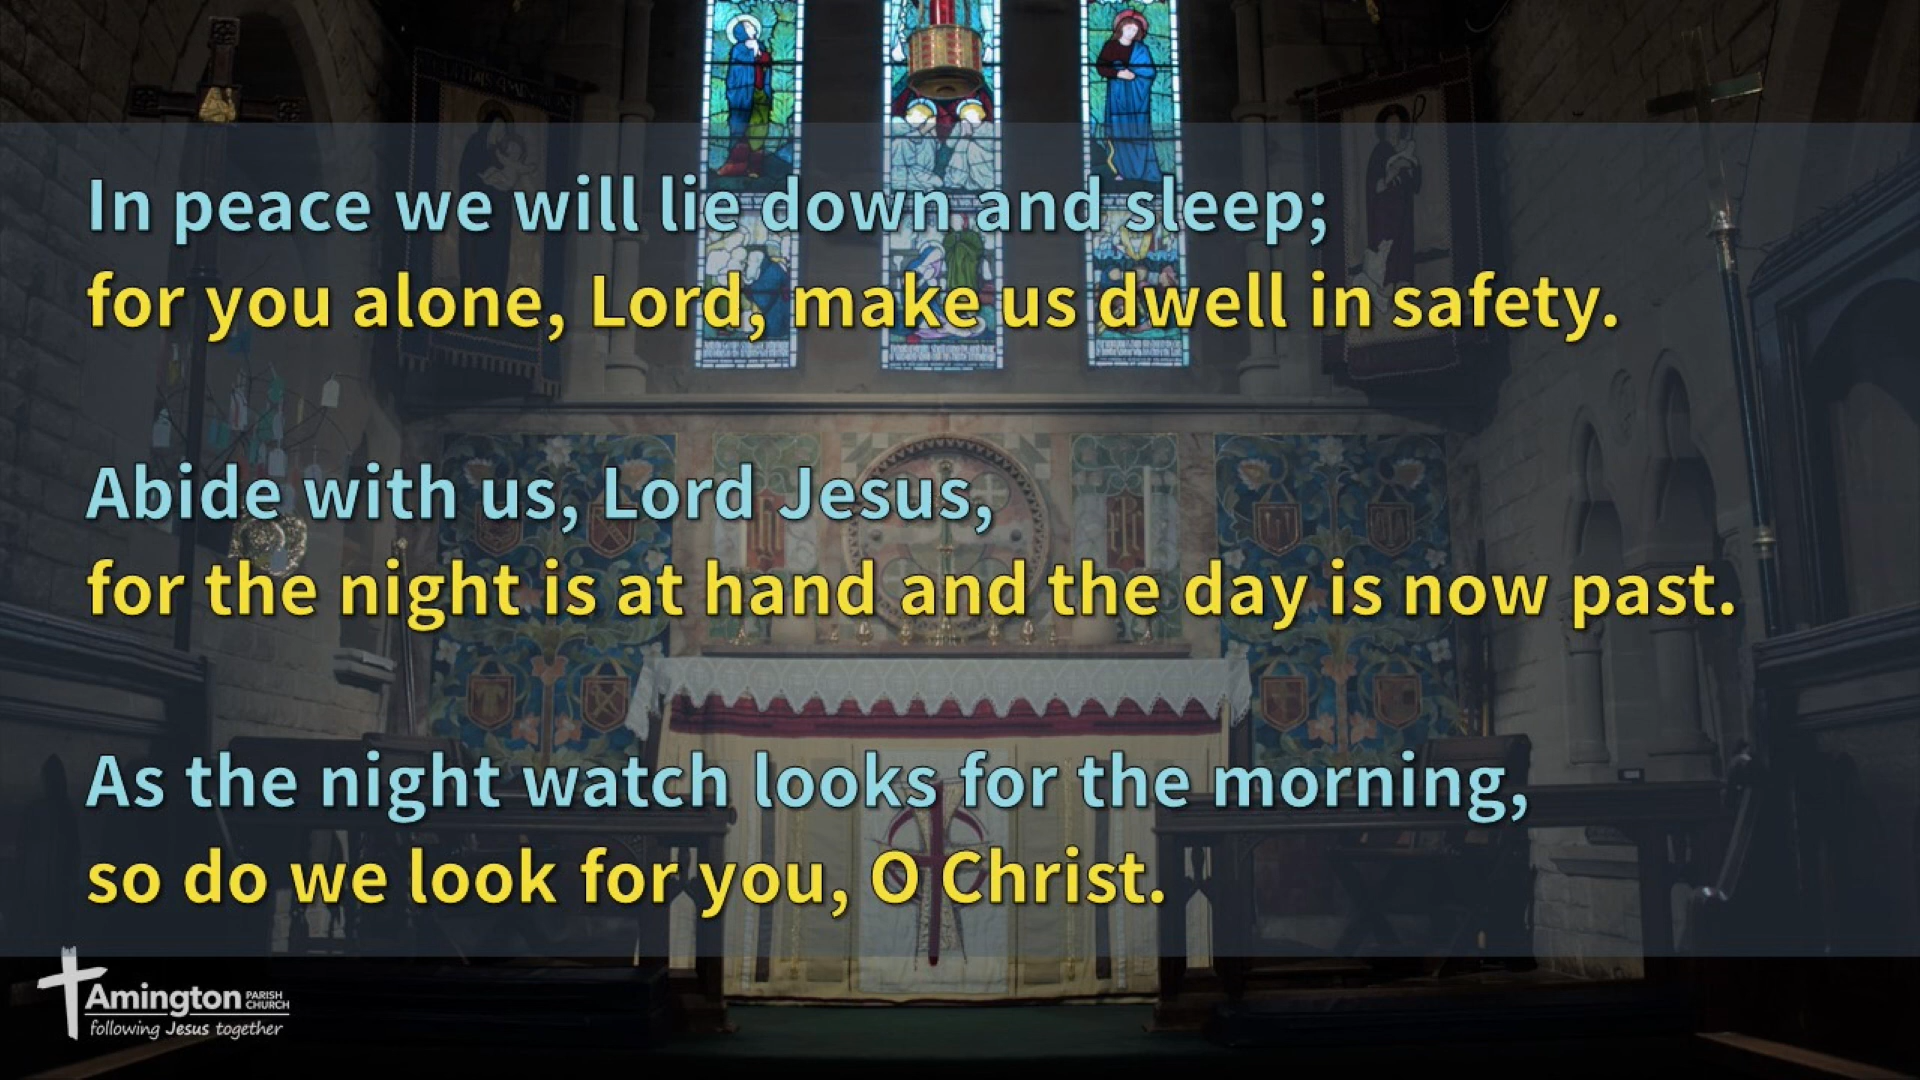 In peace we will lie down and sleep;
for you alone, Lord, make us dwell in safety.
Abide with us, Lord Jesus,
for the night is at hand and the day is now past.
As the night watch looks for the morning,
so do we look for you, O Christ.
Amington PARISH CHURCH
following Jesus together